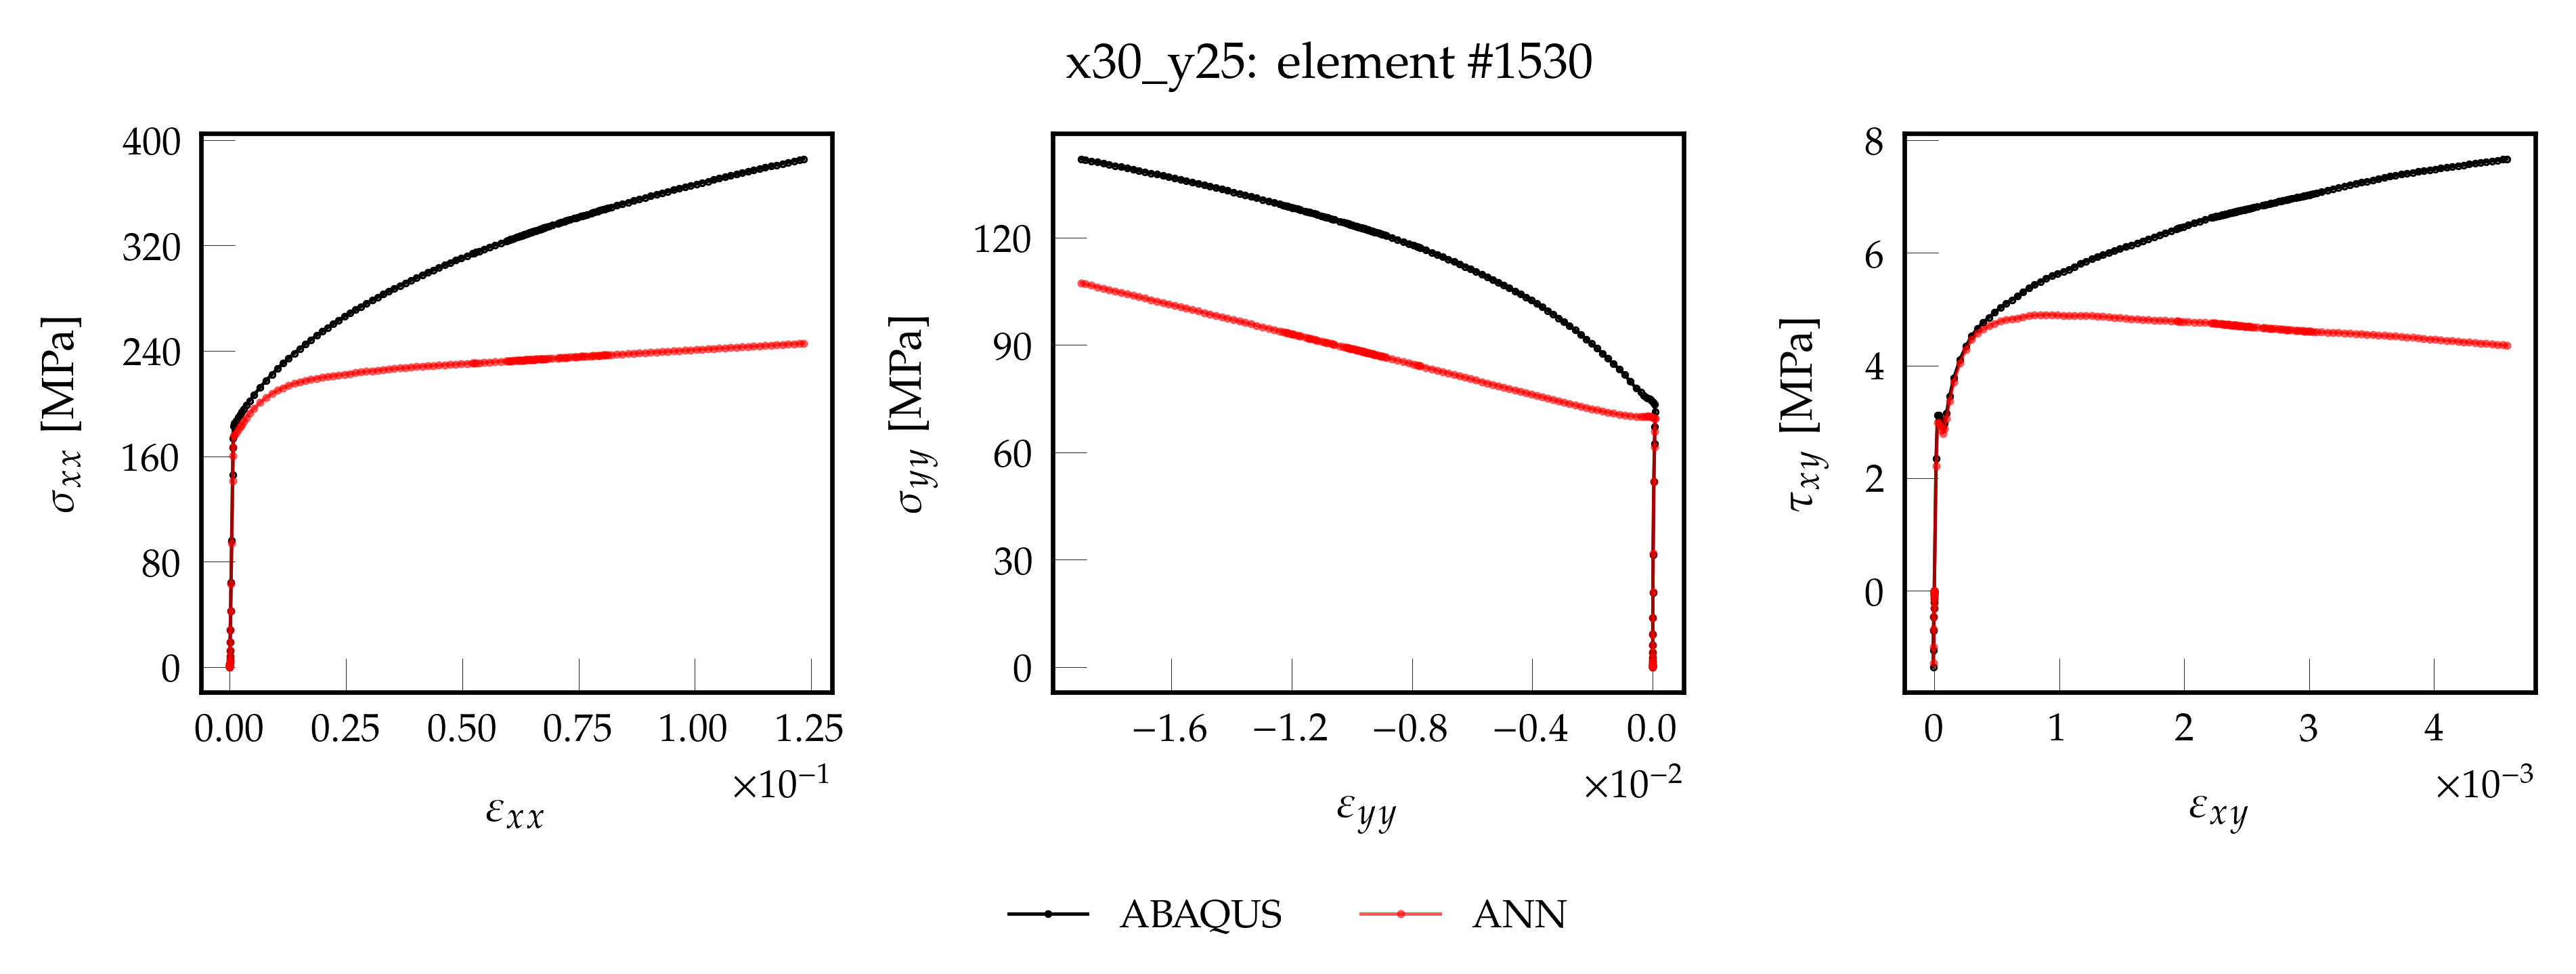 x30_y25: element #1530
400
320
240
160
80
0
σxx [MPa]
0.00 0.25 0.50 0.75 1.00 1.25
×10⁻¹
εxx
120
90
60
30
0
σyy [MPa]
−1.6 −1.2 −0.8 −0.4 0.0
×10⁻²
εyy
8
6
4
2
0
τxy [MPa]
0 1 2 3 4
×10⁻³
εxy
ABAQUS ANN